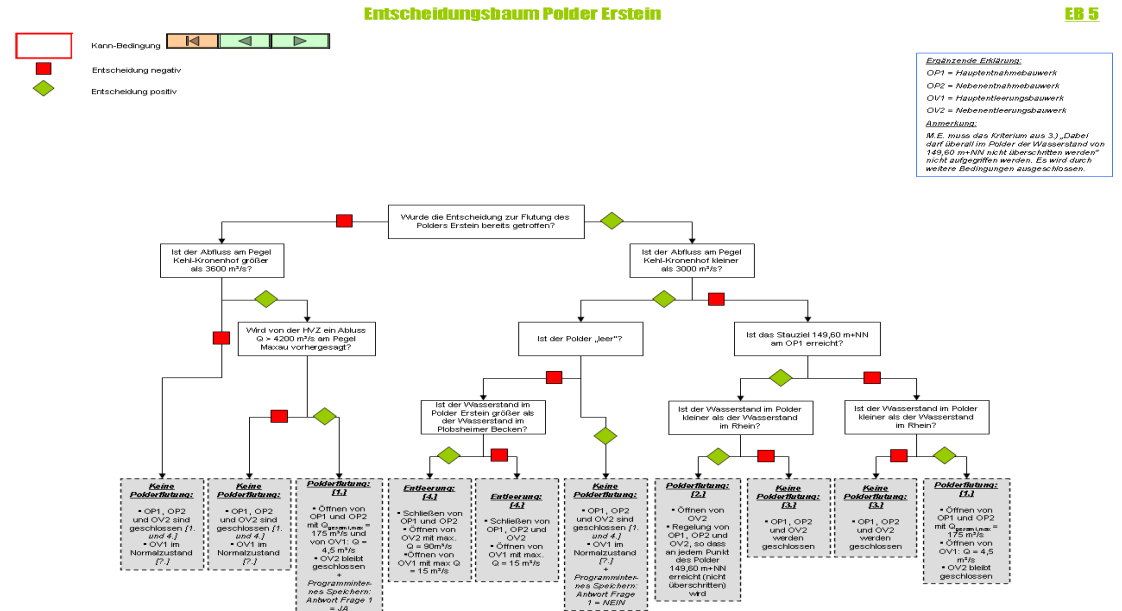 Entscheidungsbaum Polder Erstein
EB 5
Kann-Bedingung
Entscheidung negativ
Entscheidung positiv
Ergänzende Erklärung:
OP1 = Hauptentnahmebauwerk
OP2 = Nebenentnahmebauwerk
OV1 = Hauptentleerungsbauwerk
OV2 = Nebenentleerungsbauwerk
Anmerkung:
M.E. muss das Kriterium aus 3.) „Dabei
darf überall im Polder der Wasserstand von
149,60 m+NN nicht überschritten werden"
nicht aufgegriffen werden. Es wird durch
weitere Bedingungen ausgeschlossen.
Wurde die Entscheidung zur Flutung des
Polders Erstein bereits getroffen?
Ist der Abfluss am Pegel
Kehl-Kronenhof größer
als 3600 m³/s?
Ist der Abfluss am Pegel
Kehl-Kronenhof kleiner
als 3000 m³/s?
Wird von der HVZ ein Abluss
Q > 4200 m³/s am Pegel
Maxau vorhergesagt?
Ist der Polder „leer"?
Ist das Stauziel 149,60 m+NN
am OP1 erreicht?
Ist der Wasserstand im
Polder Erstein größer als
der Wasserstand im
Plobsheimer Becken?
Ist der Wasserstand im Polder
kleiner als der Wasserstand
im Rhein?
Ist der Wasserstand im Polder
kleiner als der Wasserstand
im Rhein?
Keine
Polderflutung:
• OP1, OP2
und OV2 sind
geschlossen [1.
und 4.]
• OV1 im
Normalzustand
[?.]
Keine
Polderflutung:
• OP1, OP2
und OV2 sind
geschlossen [1.
und 4.]
• OV1 im
Normalzustand
[?.]
Polderflutung:
[1.]
• Öffnen von
OP1 und OP2
mit Qgesamt,max =
175 m³/s und
von OV1: Q =
4,5 m³/s
• OV2 bleibt
geschlossen
+
Programminter-
nes Speichern:
Antwort Frage 1
= JA
Entleerung:
[4.]
• Schließen von
OP1 und OP2
• Öffnen von
OV2 mit max.
Q = 90m³/s
•Öffnen von
OV1 mit max Q
= 15 m³/s
Entleerung:
[4.]
• Schließen von
OP1, OP2 und
OV2
• Öffnen von
OV1 mit max.
Q = 15 m³/s
Keine
Polderflutung:
• OP1, OP2
und OV2 sind
geschlossen [1.
und 4.]
• OV1 im
Normalzustand
[?.]
+
Programminter-
nes Speichern:
Antwort Frage
1 = NEIN
Polderflutung:
[2.]
• Öffnen von
OV2
• Regelung von
OP1, OP2 und
OV2, so dass
an jedem Punkt
des Polder
149,60 m+NN
erreicht (nicht
überschritten)
wird
Keine
Polderflutung:
[3.]
• OP1, OP2
und OV2
werden
geschlossen
Keine
Polderflutung:
[3.]
• OP1, OP2
und OV2
werden
geschlossen
Polderflutung:
[1.]
• Öffnen von
OP1 und OP2
mit Qgesamt,max =
175 m³/s
• Öffnen von
OV1: Q = 4,5
m³/s
• OV2 bleibt
geschlossen